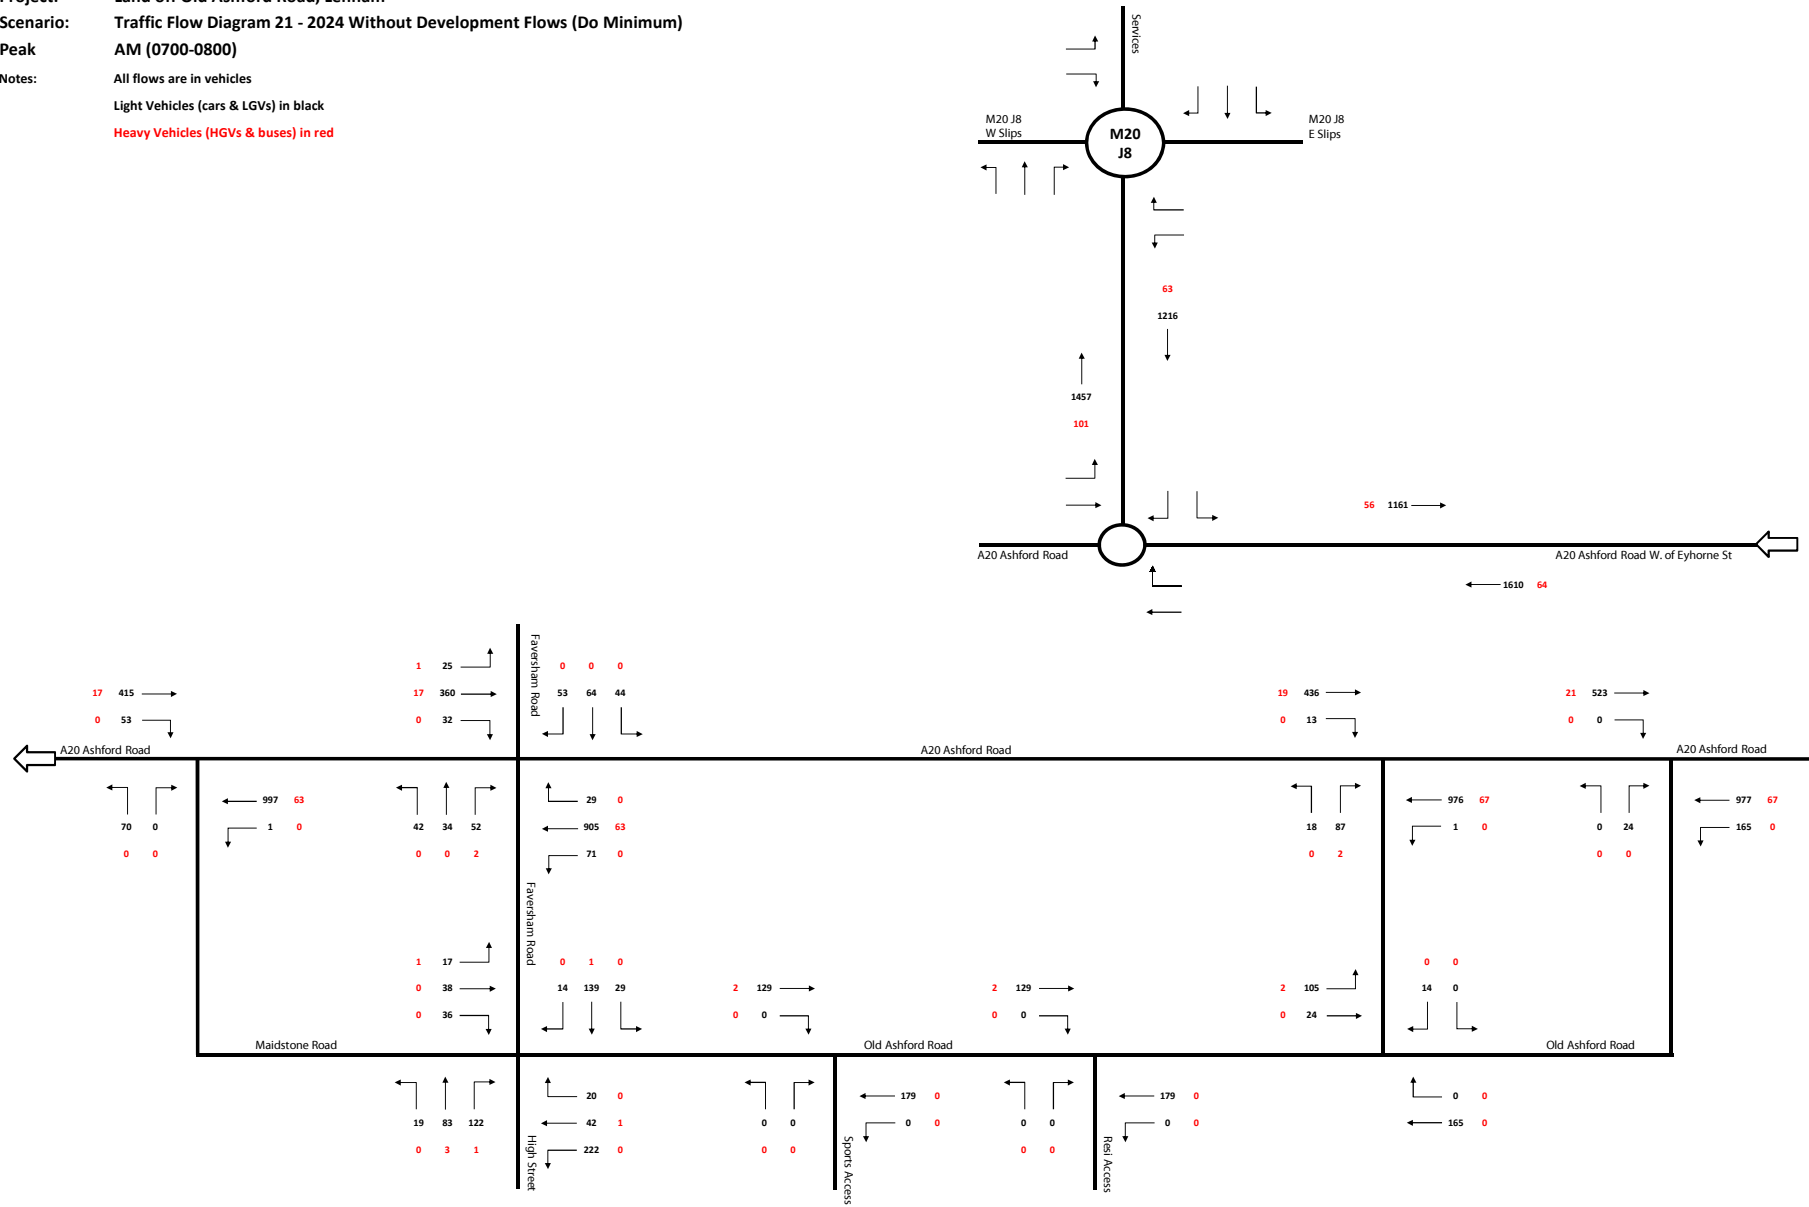 Project: Land off Old Ashford Road, Lenham
Scenario: Traffic Flow Diagram 21 - 2024 Without Development Flows (Do Minimum)
Peak AM (0700-0800)
Notes: All flows are in vehicles
Light Vehicles (cars & LGVs) in black
Heavy Vehicles (HGVs & buses) in red
Services
M20 J8
W Slips
M20
J8
M20 J8
E Slips
63
1216
1457
101
56 1161
A20 Ashford Road
A20 Ashford Road W. of Eyhorne St
1610 64
Faversham Road
1 25
0 0 0
17 415
17 360
53 64 44
19 436
21 523
0 53
0 32
0 13
0 0
A20 Ashford Road
A20 Ashford Road
A20 Ashford Road
997 63
29 0
976 67
977 67
70 0
1 0
42 34 52
905 63
18 87
1 0
0 24
165 0
0 0
0 0 2
71 0
0 2
0 0
Faversham Road
1 17
0 1 0
0 0
0 38
14 139 29
2 129
2 129
2 105
14 0
0 36
0 0
0 0
0 24
Maidstone Road
Old Ashford Road
Old Ashford Road
20 0
179 0
179 0
0 0
19 83 122
42 1
0 0
0 0
0 0
0 0
165 0
0 3 1
222 0
0 0
0 0
High Street
Sports Access
Resi Access